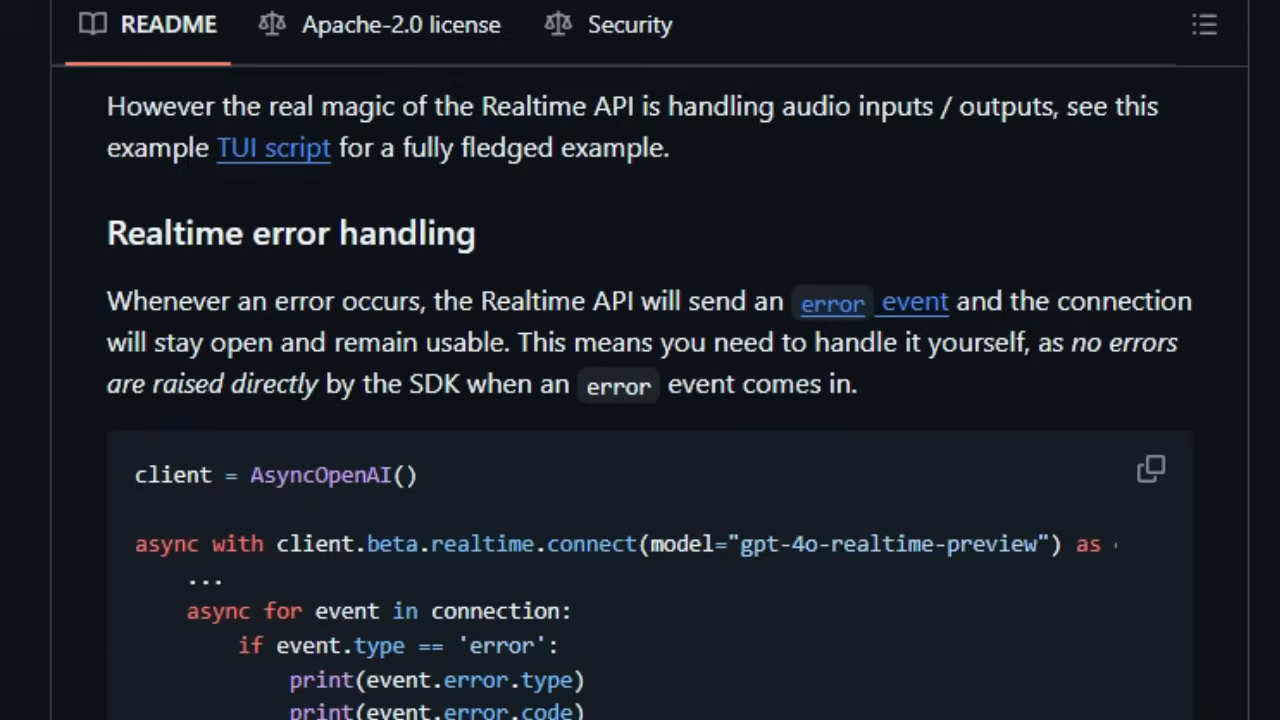 README Apache-2.0 license Security
However the real magic of the Realtime API is handling audio inputs / outputs, see this
example TUI script for a fully fledged example.
Realtime error handling
Whenever an error occurs, the Realtime API will send an error event and the connection
will stay open and remain usable. This means you need to handle it yourself, as no errors
are raised directly by the SDK when an error event comes in.
client = AsyncOpenAI()
async with client.beta.realtime.connect(model="gpt-4o-realtime-preview") as
...
async for event in connection:
if event.type == 'error':
print(event.error.type)
print(event.error.code)